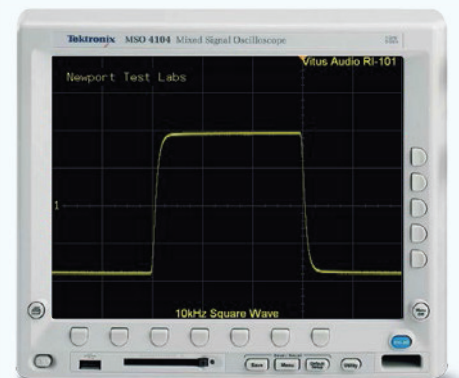 Tektronix MSO 4104 Mixed Signal Oscilloscope
Vitus Audio RI-101
Newport Test Labs
1
10kHz Square Wave
Save
Menu
Default
Utility